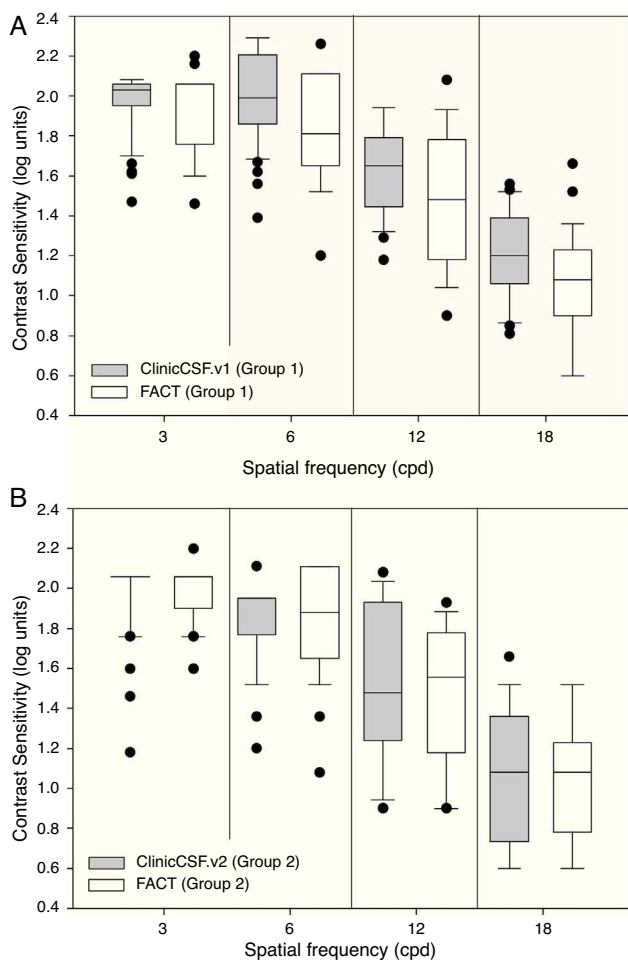 A
Contrast Sensitivity (log units)
2.4
2.2
2.0
1.8
1.6
1.4
1.2
1.0
0.8
0.6
0.4
ClinicCSF.v1 (Group 1)
FACT (Group 1)
3 6 12 18
Spatial frequency (cpd)
B
Contrast Sensitivity (log units)
2.4
2.2
2.0
1.8
1.6
1.4
1.2
1.0
0.8
0.6
0.4
ClinicCSF.v2 (Group 2)
FACT (Group 2)
3 6 12 18
Spatial frequency (cpd)